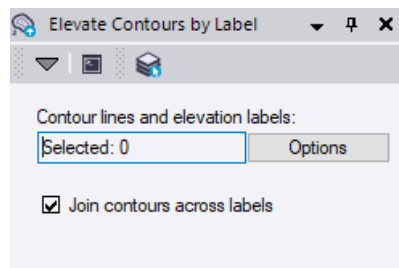 Elevate Contours by Label
Contour lines and elevation labels:
Selected: 0
Options
Join contours across labels